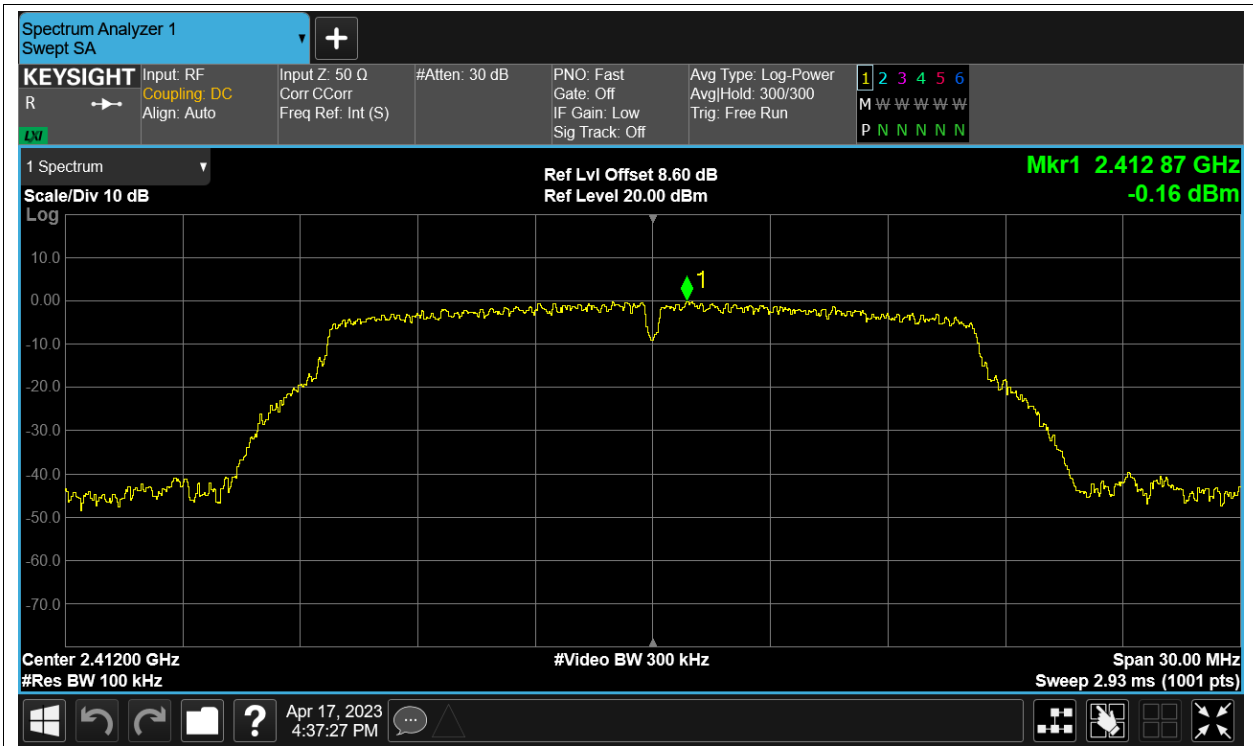 Spectrum Analyzer 1
Swept SA
KEYSIGHT
R
LXI
Input: RF
Coupling: DC
Align: Auto
Input Z: 50 Ω
Corr CCorr
Freq Ref: Int (S)
#Atten: 30 dB
PNO: Fast
Gate: Off
IF Gain: Low
Sig Track: Off
Avg Type: Log-Power
Avg|Hold: 300/300
Trig: Free Run
1 2 3 4 5 6
M W W W W W
P N N N N N
1 Spectrum
Scale/Div 10 dB
Log
Ref Lvl Offset 8.60 dB
Ref Level 20.00 dBm
Mkr1 2.412 87 GHz
-0.16 dBm
10.0
0.00
-10.0
-20.0
-30.0
-40.0
-50.0
-60.0
-70.0
1
Center 2.41200 GHz
#Res BW 100 kHz
#Video BW 300 kHz
Span 30.00 MHz
Sweep 2.93 ms (1001 pts)
?
Apr 17, 2023
4:37:27 PM